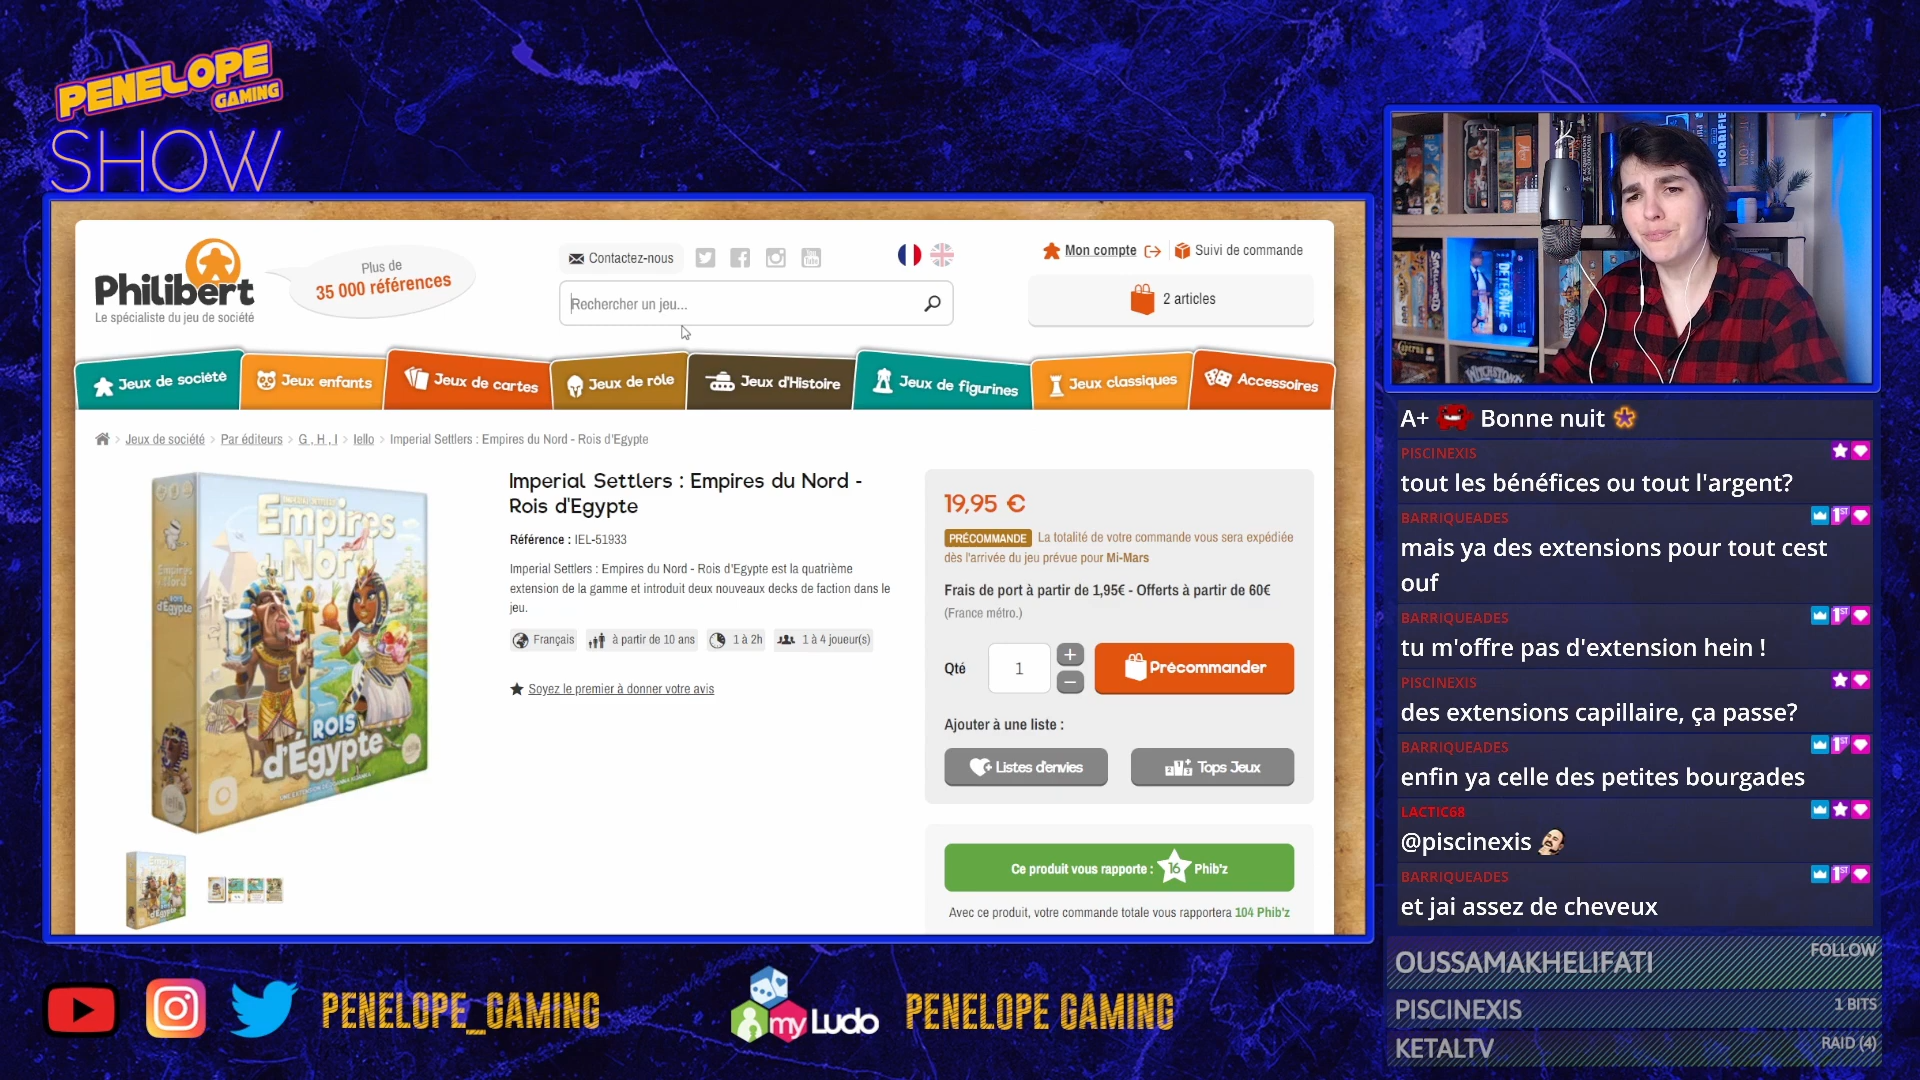 PENELOPE
GAMING
SHOW
Philibert
Le spécialiste du jeu de société
Plus de
35 000 références
Contactez-nous
Rechercher un jeu...
Mon compte
Suivi de commande
2 articles
Jeux de société
Jeux enfants
Jeux de cartes
Jeux de rôle
Jeux d'Histoire
Jeux de figurines
Jeux classiques
Accessoires
> Jeux de société > Par éditeurs > G , H , I > Iello > Imperial Settlers : Empires du Nord - Rois d'Egypte
Empires
du Nord
ROIS
d'Égypte
Imperial Settlers : Empires du Nord -
Rois d'Egypte
Référence : IEL-51933
Imperial Settlers : Empires du Nord - Rois d'Egypte est la quatrième
extension de la gamme et introduit deux nouveaux decks de faction dans le
jeu.
Français
à partir de 10 ans
1 à 2h
1 à 4 joueur(s)
Soyez le premier à donner votre avis
19,95 €
PRÉCOMMANDE La totalité de votre commande vous sera expédiée
dès l'arrivée du jeu prévue pour Mi-Mars
Frais de port à partir de 1,95€ - Offerts à partir de 60€
(France métro.)
Qté
1
+
−
Précommander
Ajouter à une liste :
Listes d'envies
Tops Jeux
Ce produit vous rapporte : 16 Phib'z
Avec ce produit, votre commande totale vous rapportera 104 Phib'z
A+ Bonne nuit
PISCINEXIS
tout les bénéfices ou tout l'argent?
BARRIQUEADES
mais ya des extensions pour tout cest
ouf
BARRIQUEADES
tu m'offre pas d'extension hein !
PISCINEXIS
des extensions capillaire, ça passe?
BARRIQUEADES
enfin ya celle des petites bourgades
LACTIC68
@piscinexis
BARRIQUEADES
et jai assez de cheveux
OUSSAMAKHELIFATI
FOLLOW
PISCINEXIS
1 BITS
KETALTV
RAID (4)
PENELOPE_GAMING
my Ludo
PENELOPE GAMING